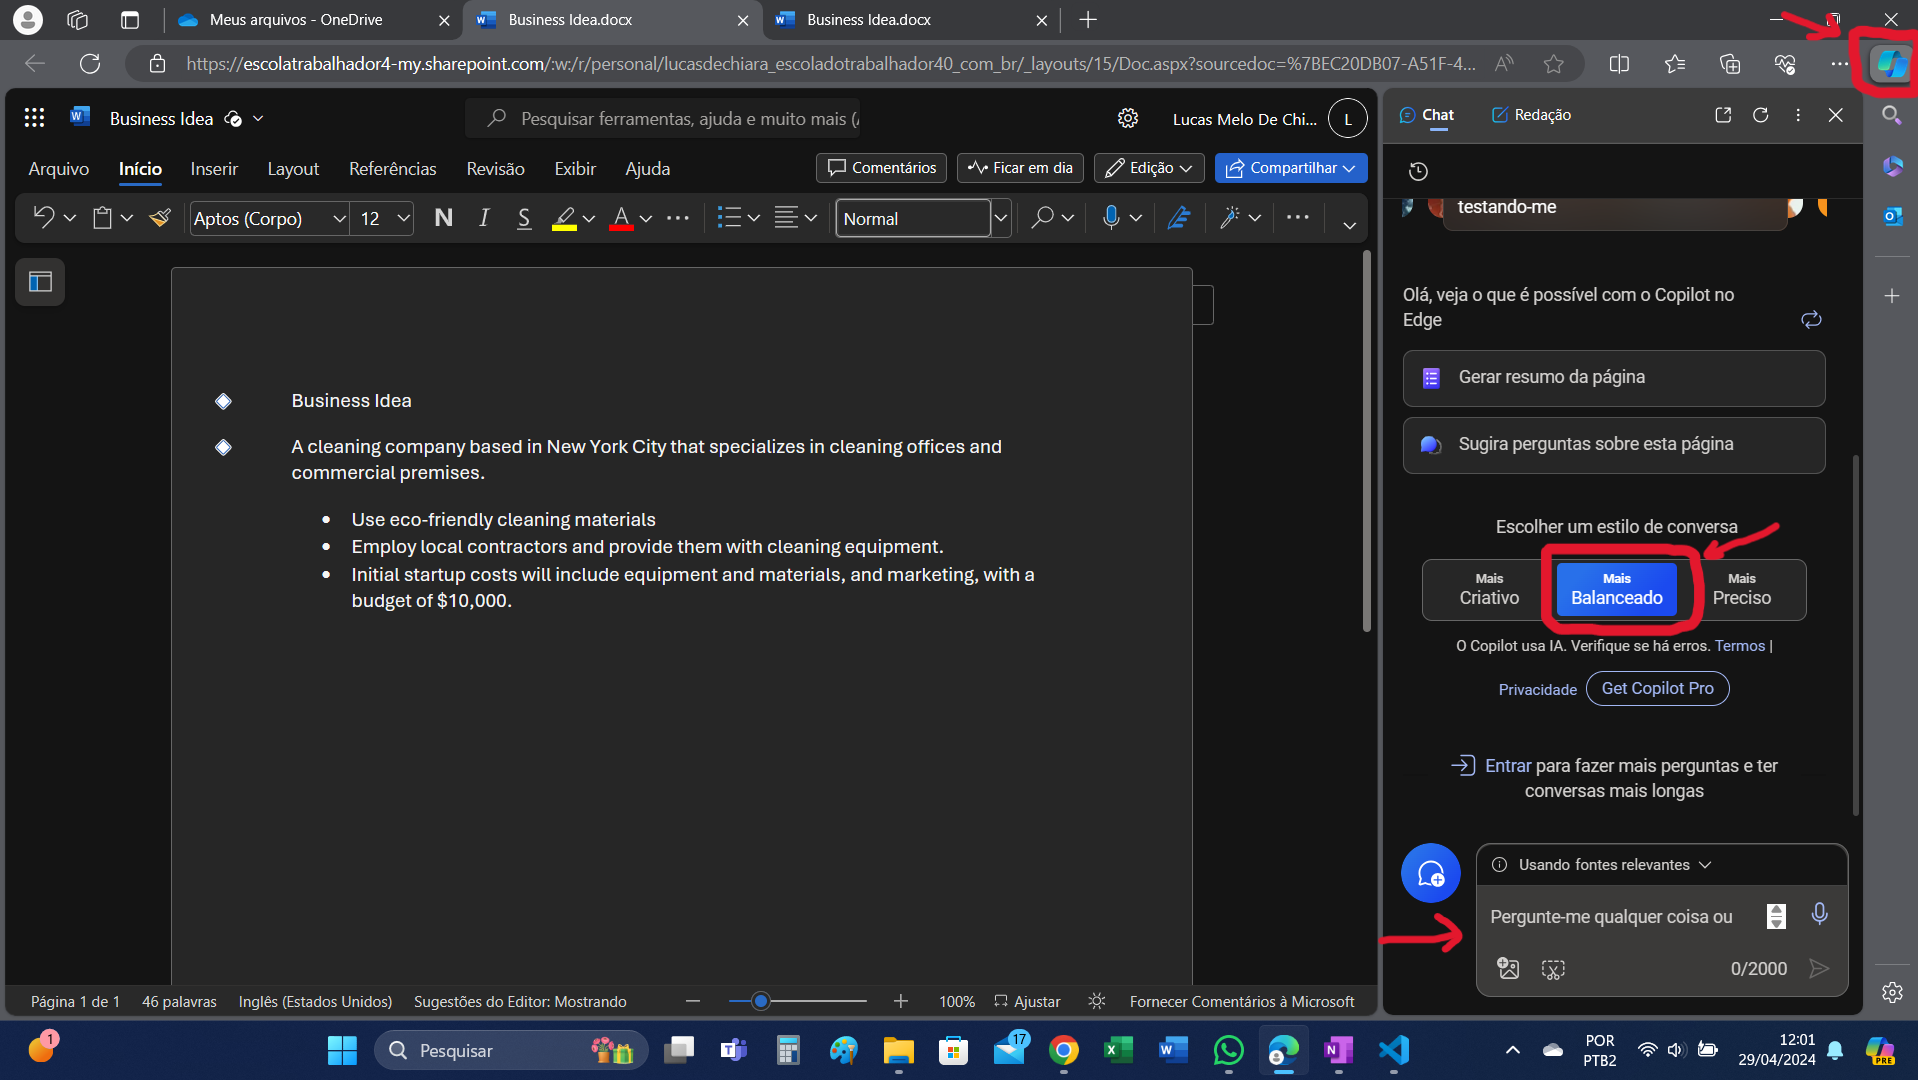 Meus arquivos - OneDrive
Business Idea.docx
Business Idea.docx
https://escolatrabalhador4-my.sharepoint.com/:w:/r/personal/lucasdechiara_escoladotrabalhador40_com_br/_layouts/15/Doc.aspx?sourcedoc=%7BEC20DB07-A51F-4...
Business Idea
Pesquisar ferramentas, ajuda e muito mais (
Lucas Melo De Chi...
L
Arquivo
Início
Inserir
Layout
Referências
Revisão
Exibir
Ajuda
Comentários
Ficar em dia
Edição
Compartilhar
Aptos (Corpo)
12
N
I
S
A
Normal
Business Idea
A cleaning company based in New York City that specializes in cleaning offices and
commercial premises.
Use eco-friendly cleaning materials
Employ local contractors and provide them with cleaning equipment.
Initial startup costs will include equipment and materials, and marketing, with a
budget of $10,000.
Página 1 de 1
46 palavras
Inglês (Estados Unidos)
Sugestões do Editor: Mostrando
100%
Ajustar
Fornecer Comentários à Microsoft
Chat
Redação
testando-me
Olá, veja o que é possível com o Copilot no
Edge
Gerar resumo da página
Sugira perguntas sobre esta página
Escolher um estilo de conversa
Mais
Criativo
Mais
Balanceado
Mais
Preciso
O Copilot usa IA. Verifique se há erros. Termos |
Privacidade
Get Copilot Pro
Entrar para fazer mais perguntas e ter
conversas mais longas
Usando fontes relevantes
Pergunte-me qualquer coisa ou
0/2000
1
Pesquisar
17
POR
PTB2
12:01
29/04/2024
PRE